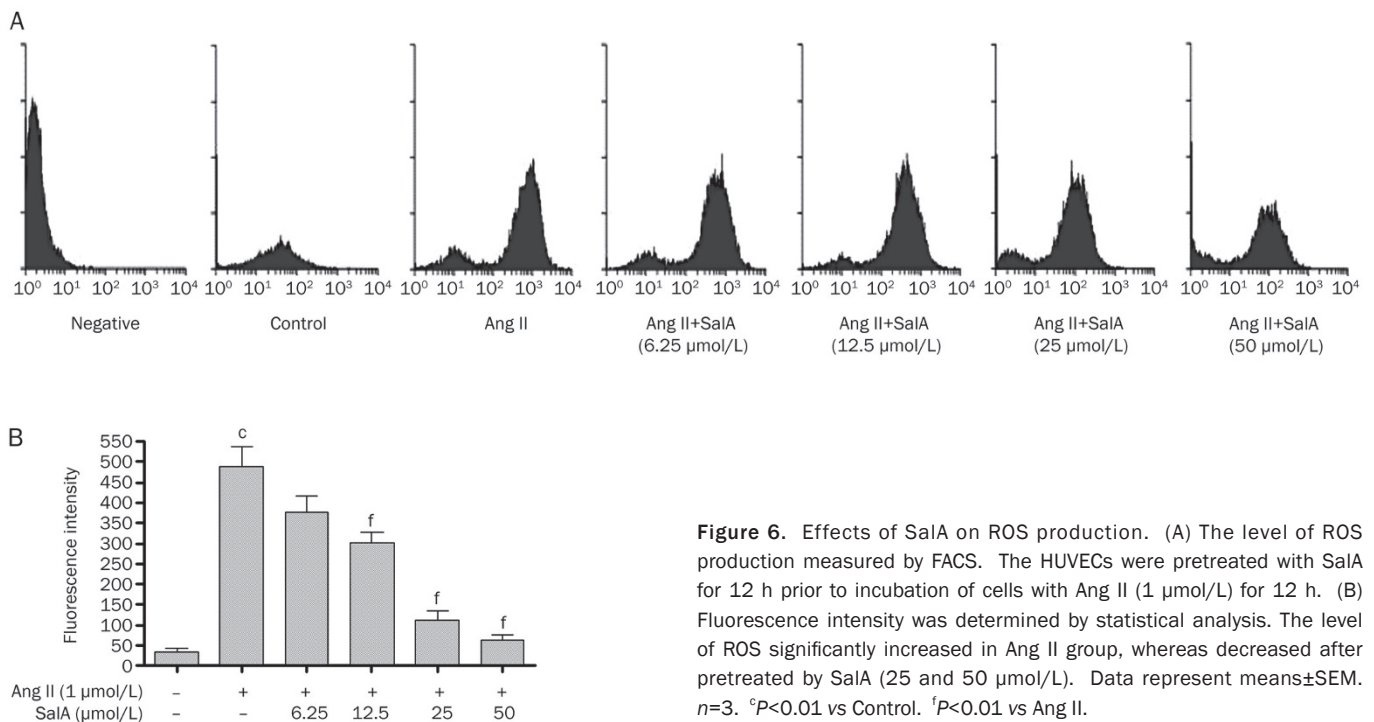 A
10⁰ 10¹ 10² 10³ 10⁴ 10⁰ 10¹ 10² 10³ 10⁴ 10⁰ 10¹ 10² 10³ 10⁴ 10⁰ 10¹ 10² 10³ 10⁴ 10⁰ 10¹ 10² 10³ 10⁴ 10⁰ 10¹ 10² 10³ 10⁴ 10⁰ 10¹ 10² 10³ 10⁴
Negative Control Ang II Ang II+SalA Ang II+SalA Ang II+SalA Ang II+SalA
(6.25 μmol/L) (12.5 μmol/L) (25 μmol/L) (50 μmol/L)
B
Fluorescence intensity
550
500
450
400
350
300
250
200
150
100
50
0
c
f
f
f
Ang II (1 μmol/L) – + + + + +
SalA (μmol/L) – – 6.25 12.5 25 50
Figure 6. Effects of SalA on ROS production. (A) The level of ROS
production measured by FACS. The HUVECs were pretreated with SalA
for 12 h prior to incubation of cells with Ang II (1 μmol/L) for 12 h. (B)
Fluorescence intensity was determined by statistical analysis. The level
of ROS significantly increased in Ang II group, whereas decreased after
pretreated by SalA (25 and 50 μmol/L). Data represent means±SEM.
n=3. ᶜP<0.01 vs Control. ᶠP<0.01 vs Ang II.